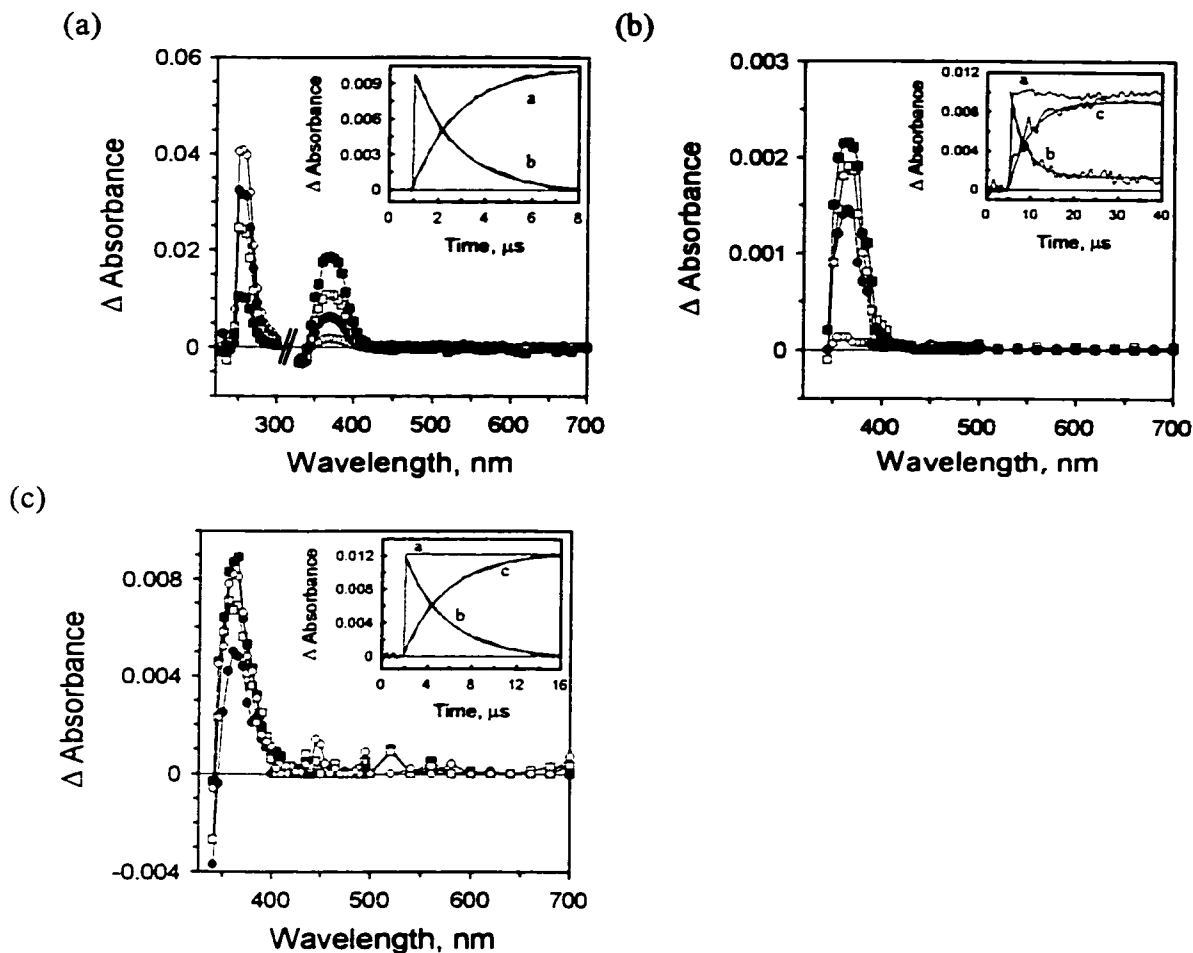 (a)
0.06
0.04
0.02
0
Δ Absorbance
300 400 500 600 700
Wavelength, nm
0.009
0.006
0.003
0
Δ Absorbance
a
b
0 2 4 6 8
Time, μs
(b)
0.003
0.002
0.001
0
Δ Absorbance
400 500 600 700
Wavelength, nm
0.012
0.008
0.004
0
Δ Absorbance
a
c
b
0 10 20 30 40
Time, μs
(c)
0.008
0.004
0
-0.004
Δ Absorbance
400 500 600 700
Wavelength, nm
0.012
0.008
0.004
0
Δ Absorbance
a
c
b
0 4 8 12 16
Time, μs